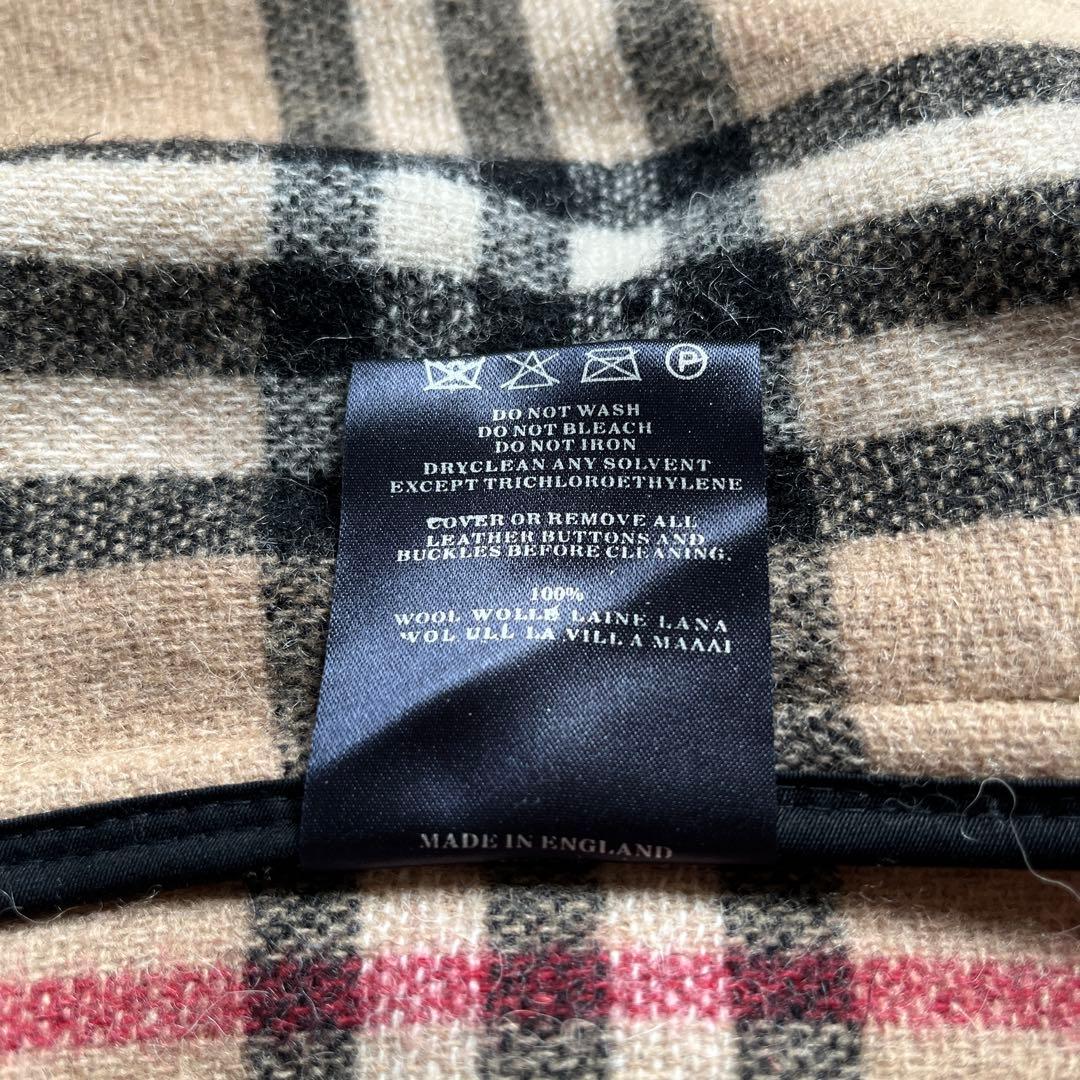 P
DO NOT WASH
DO NOT BLEACH
DO NOT IRON
DRYCLEAN ANY SOLVENT
EXCEPT TRICHLOROETHYLENE
COVER OR REMOVE ALL
LEATHER BUTTONS AND
BUCKLES BEFORE CLEANING.
100%
WOOL WOLLE LAINE LANA
WOL ULL LA VILLA MAAAI
MADE IN ENGLAND